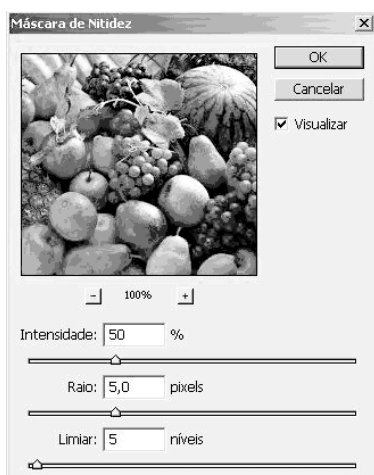 Máscara de Nitidez
OK
Cancelar
Visualizar
100%
Intensidade: 50 %
Raio: 5,0 pixels
Limiar: 5 níveis